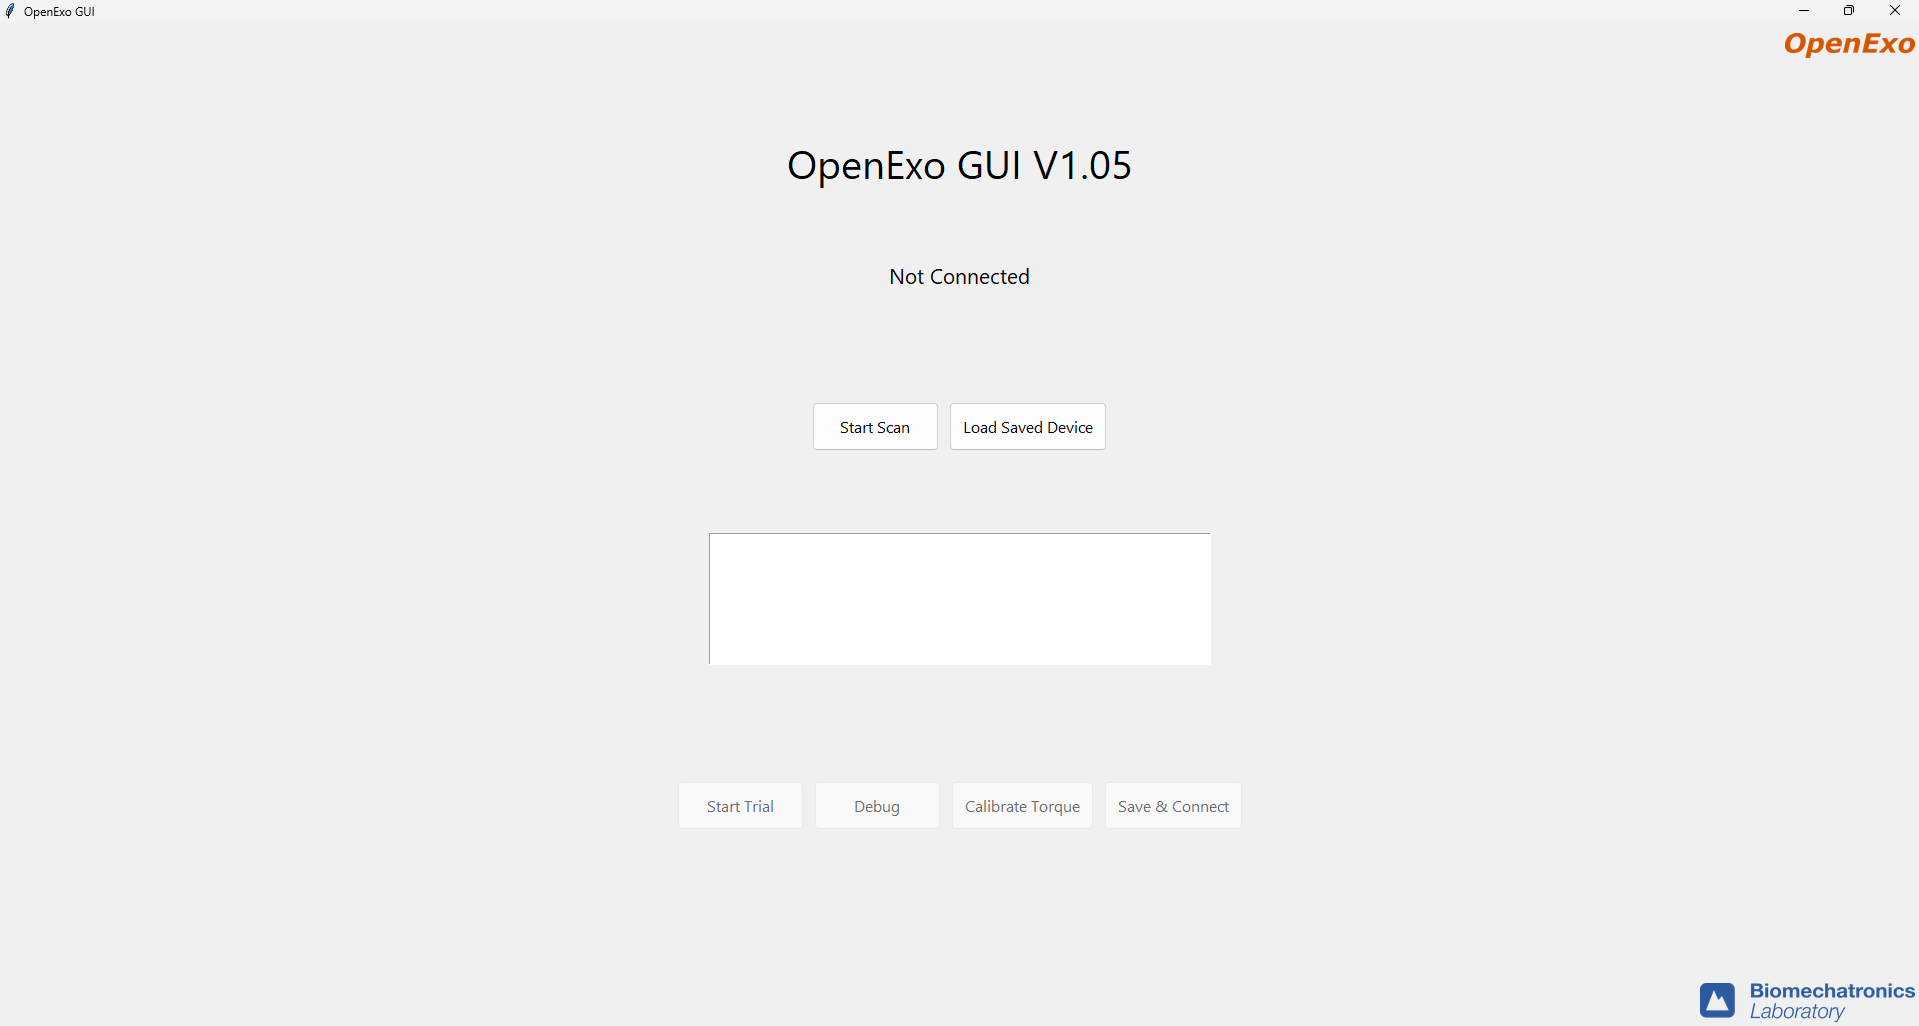 OpenExo GUI
OpenExo
OpenExo GUI V1.05
Not Connected
Start Scan
Load Saved Device
Start Trial
Debug
Calibrate Torque
Save & Connect
Biomechatronics
Laboratory